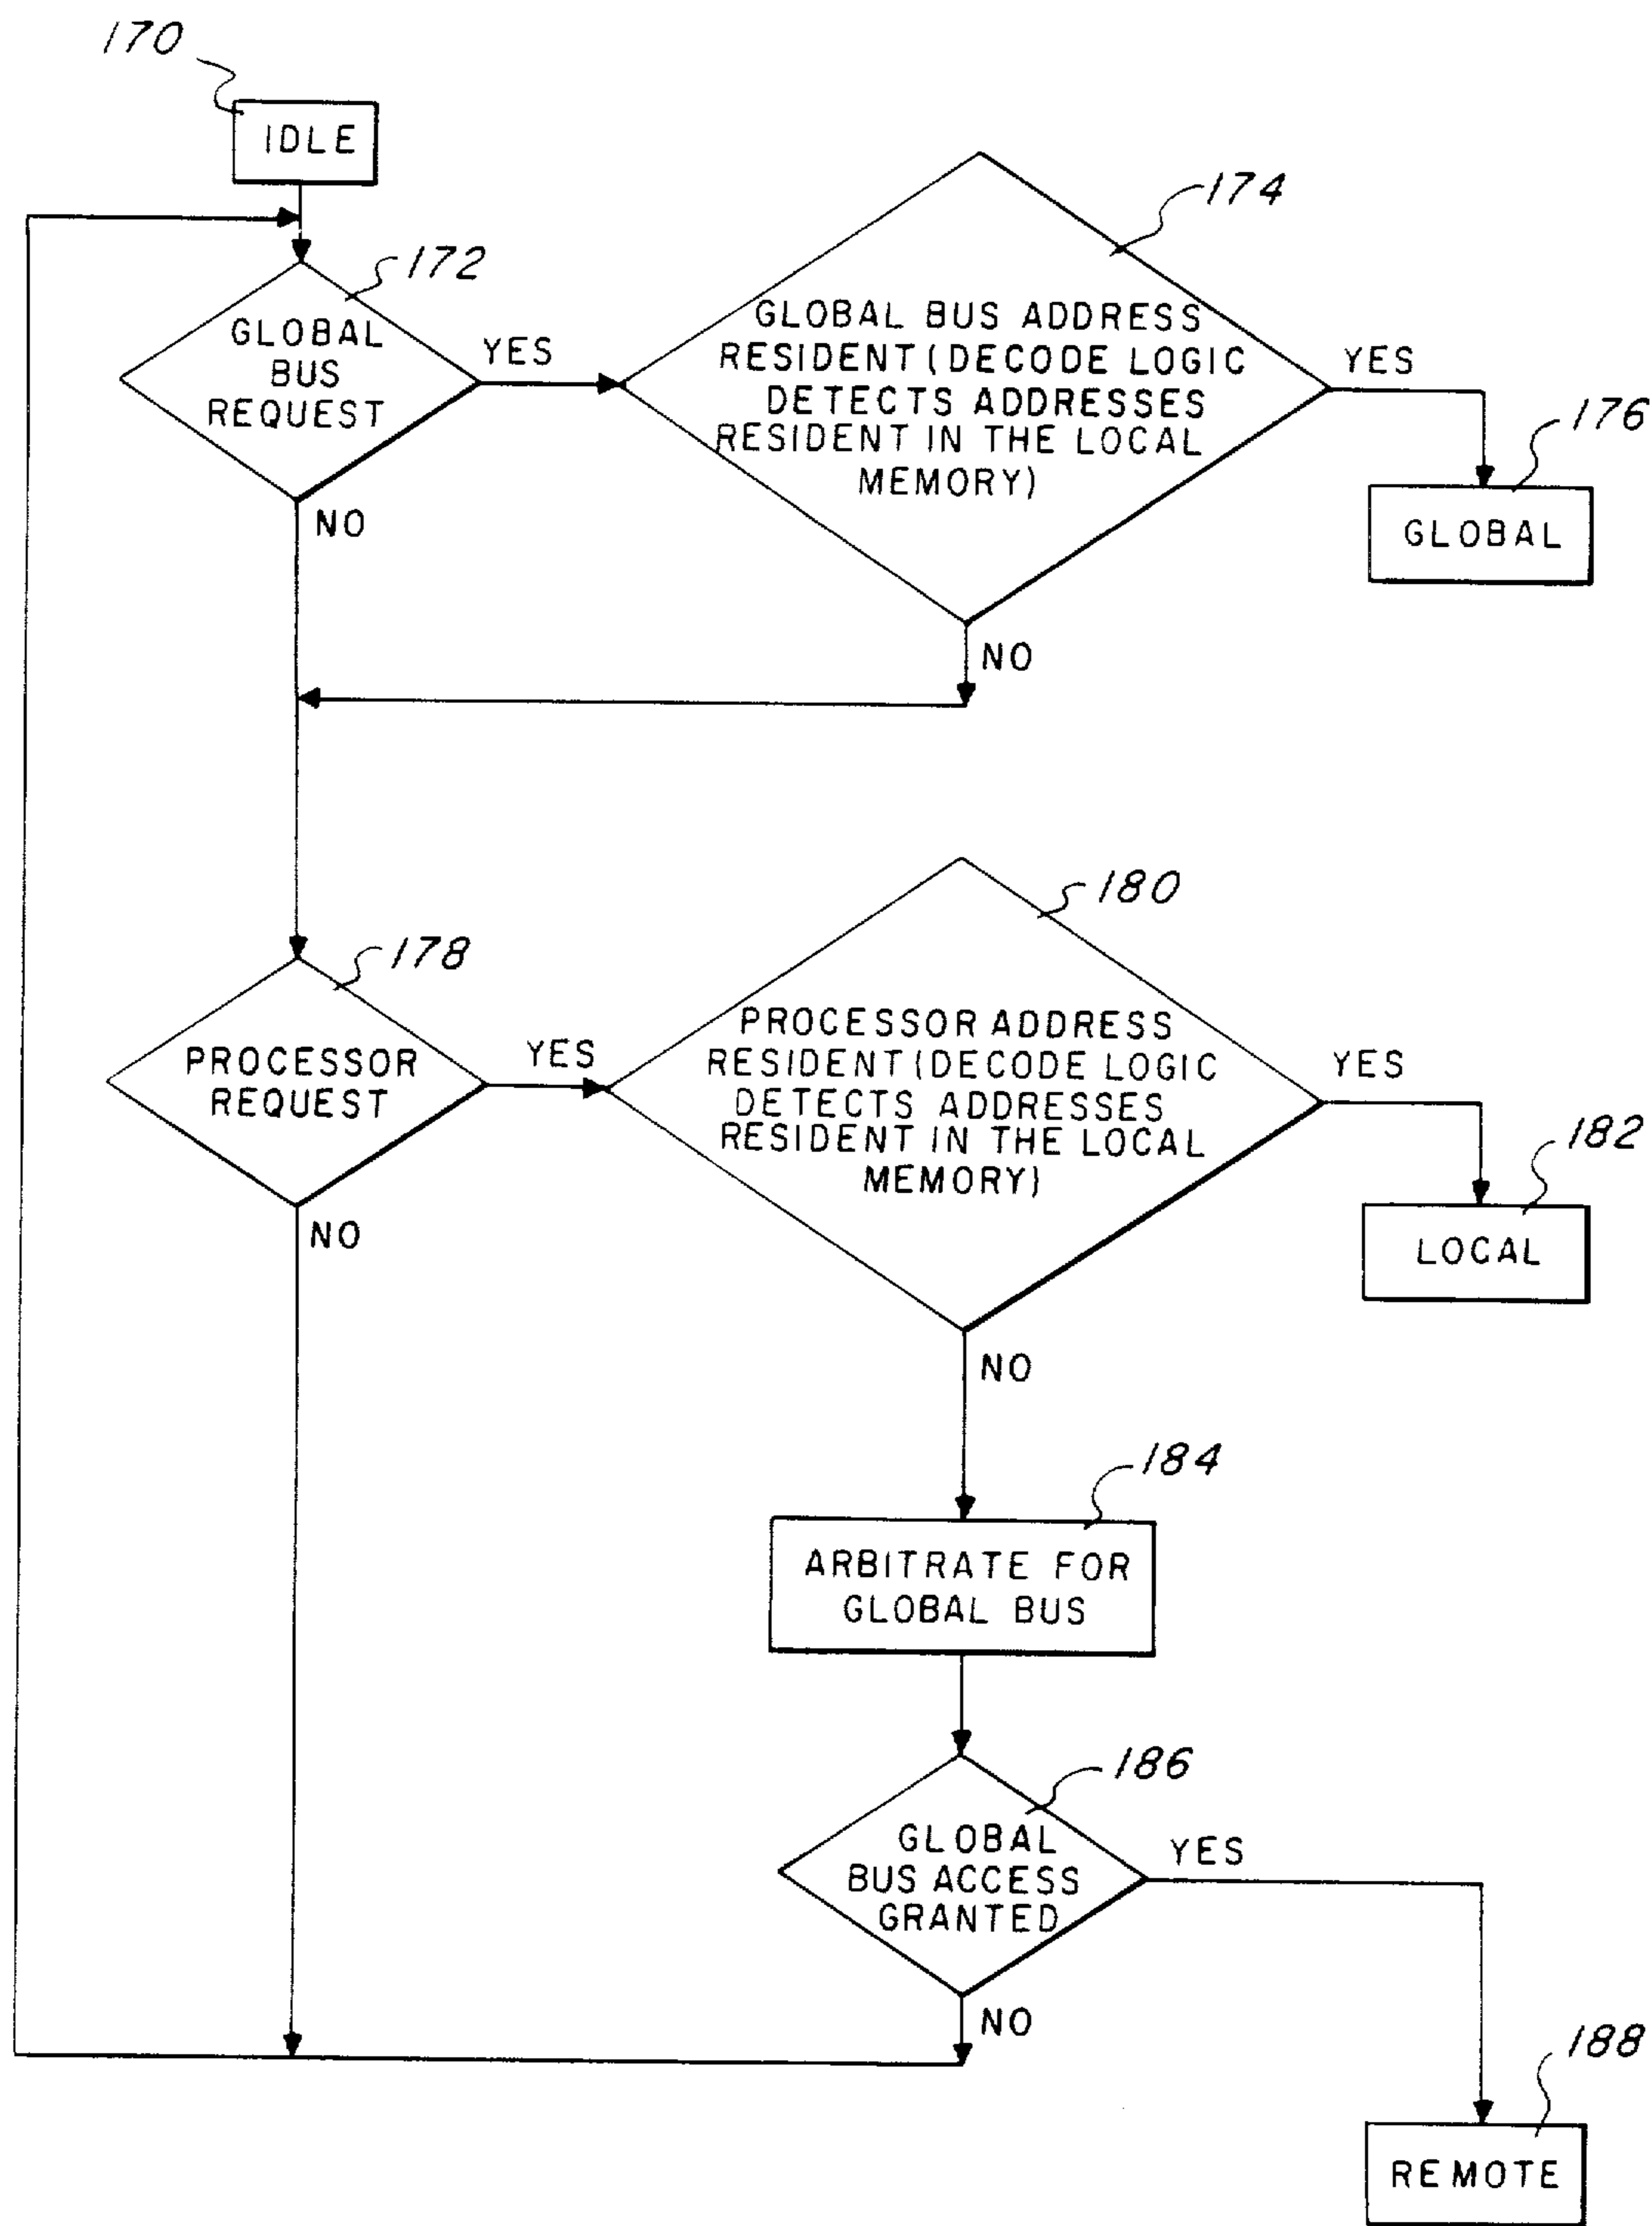 170
IDLE
172
GLOBAL
BUS
REQUEST
YES
NO
174
GLOBAL BUS ADDRESS
RESIDENT (DECODE LOGIC
DETECTS ADDRESSES
RESIDENT IN THE LOCAL
MEMORY)
YES
NO
176
GLOBAL
178
PROCESSOR
REQUEST
YES
NO
180
PROCESSOR ADDRESS
RESIDENT (DECODE LOGIC
DETECTS ADDRESSES
RESIDENT IN THE LOCAL
MEMORY)
YES
NO
182
LOCAL
184
ARBITRATE FOR
GLOBAL BUS
186
GLOBAL
BUS ACCESS
GRANTED
YES
NO
188
REMOTE